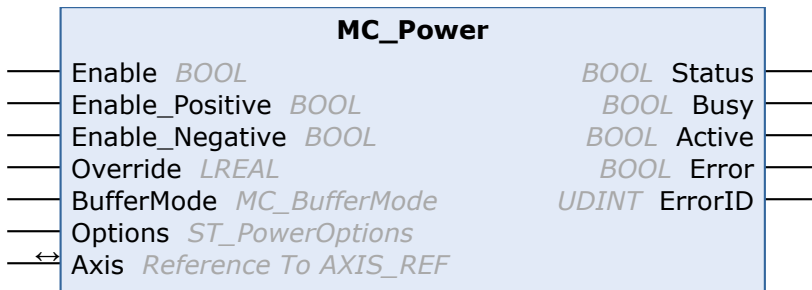 MC_Power
Enable BOOL BOOL Status
Enable_Positive BOOL BOOL Busy
Enable_Negative BOOL BOOL Active
Override LREAL BOOL Error
BufferMode MC_BufferMode UDINT ErrorID
Options ST_PowerOptions
↔ Axis Reference To AXIS_REF